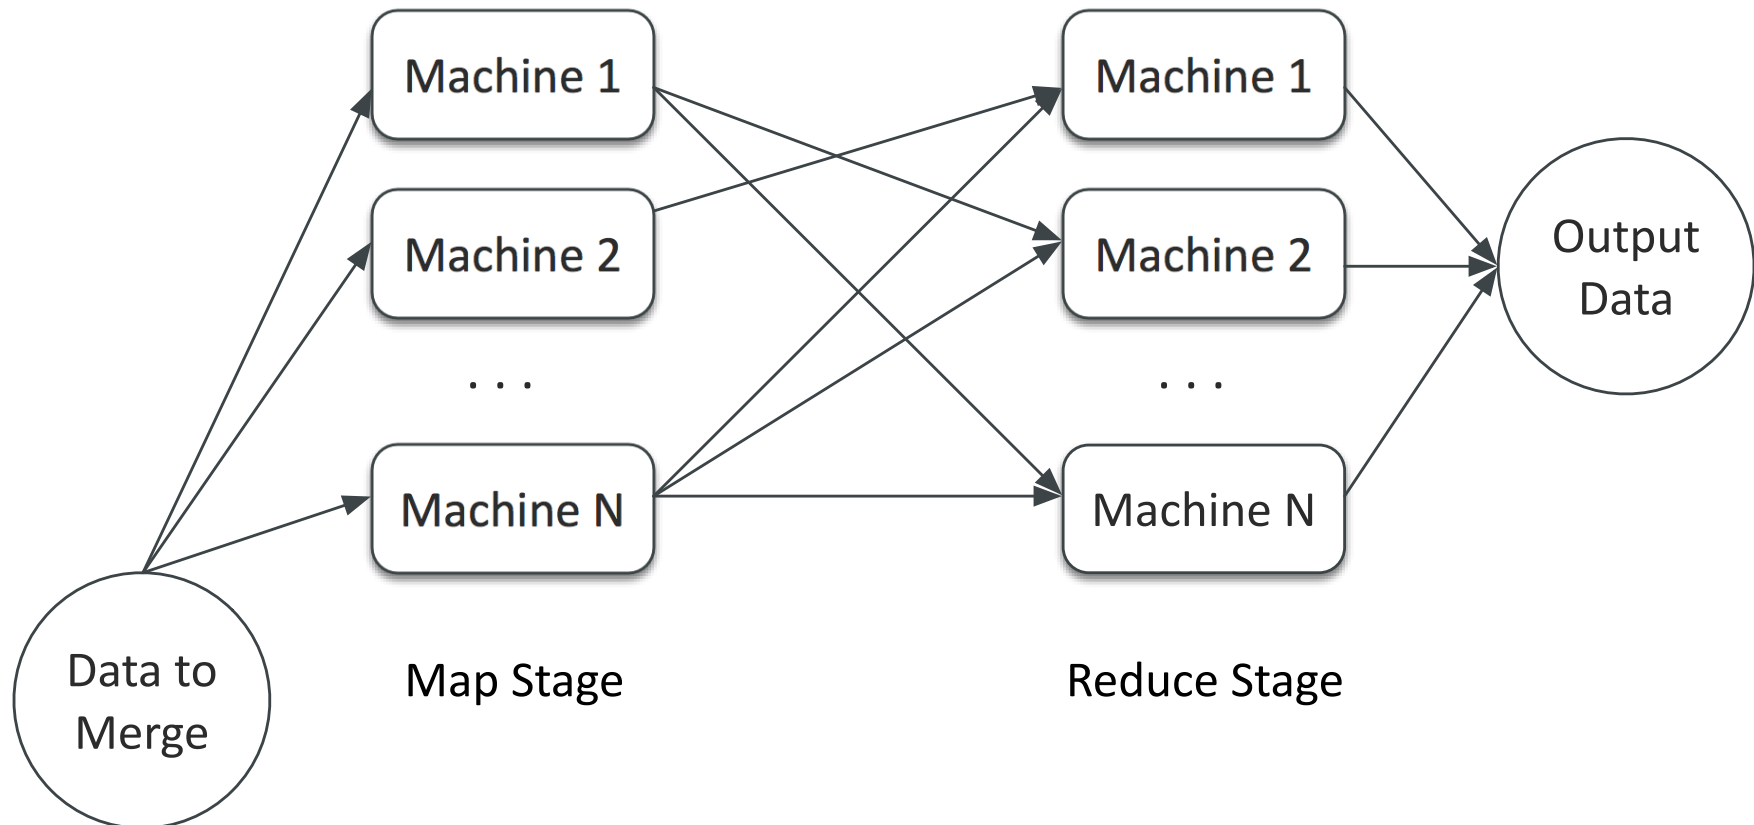 Machine 1
Machine 2
. . .
Machine N
Map Stage
Machine 1
Machine 2
. . .
Machine N
Reduce Stage
Data to
Merge
Output
Data